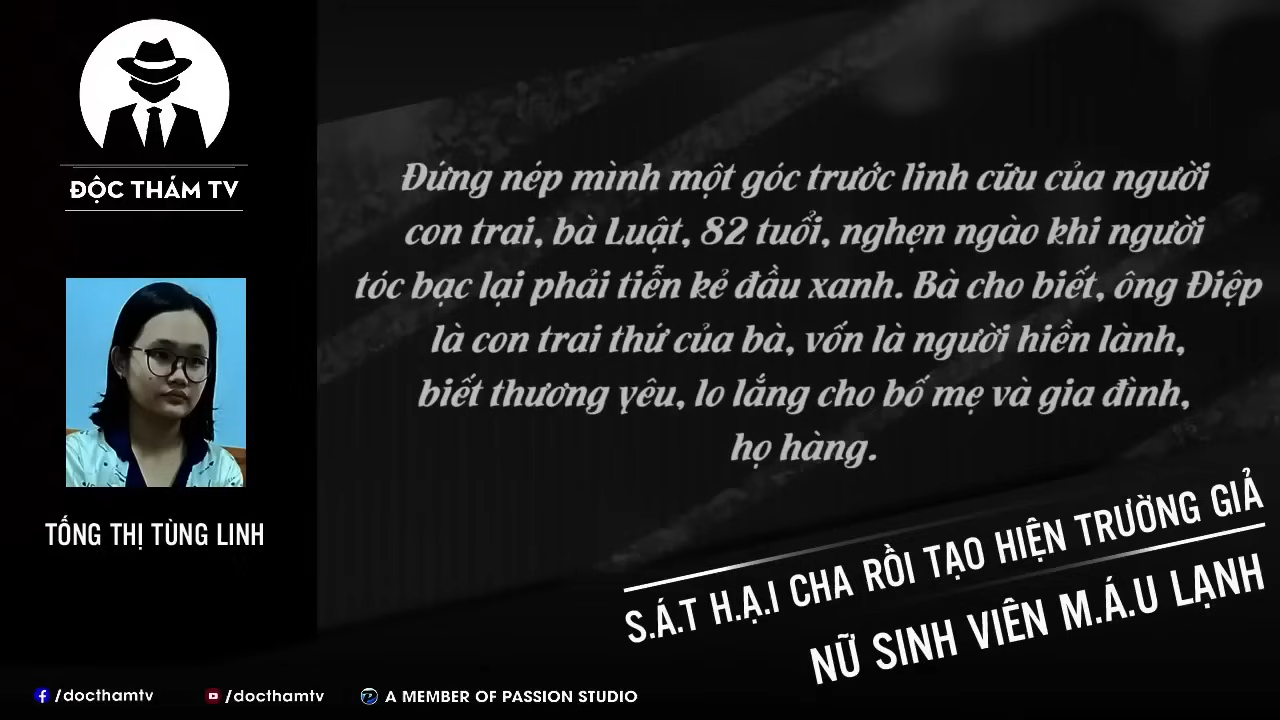 ĐỘC THÁM TV
TỐNG THỊ TÙNG LINH
Đứng nép mình một góc trước linh cữu của người
con trai, bà Luật, 82 tuổi, nghẹn ngào khi người
tóc bạc lại phải tiễn kẻ đầu xanh. Bà cho biết, ông Điệp
là con trai thứ của bà, vốn là người hiền lành,
biết thương yêu, lo lắng cho bố mẹ và gia đình,
họ hàng.
S.Á.T H.Ạ.I CHA RỒI TẠO HIỆN TRƯỜNG GIẢ
NỮ SINH VIÊN M.Á.U LẠNH
/docthamtv
/docthamtv
A MEMBER OF PASSION STUDIO